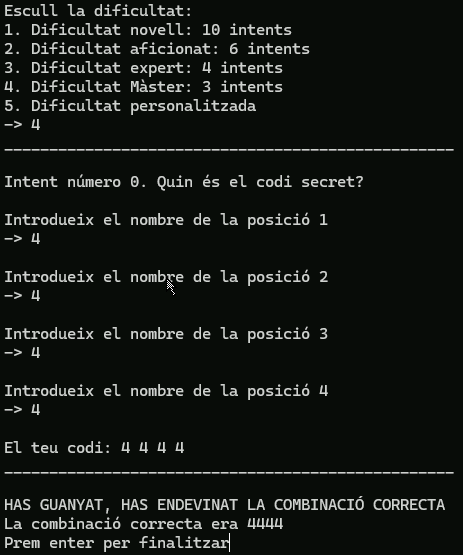 Escull la dificultat:
1. Dificultat novell: 10 intents
2. Dificultat aficionat: 6 intents
3. Dificultat expert: 4 intents
4. Dificultat Màster: 3 intents
5. Dificultat personalitzada
-> 4
__________________________________________________
Intent número 0. Quin és el codi secret?
Introdueix el nombre de la posició 1
-> 4
Introdueix el nombre de la posició 2
-> 4
Introdueix el nombre de la posició 3
-> 4
Introdueix el nombre de la posició 4
-> 4
El teu codi: 4 4 4 4
__________________________________________________
HAS GUANYAT, HAS ENDEVINAT LA COMBINACIÓ CORRECTA
La combinació correcta era 4444
Prem enter per finalitzar